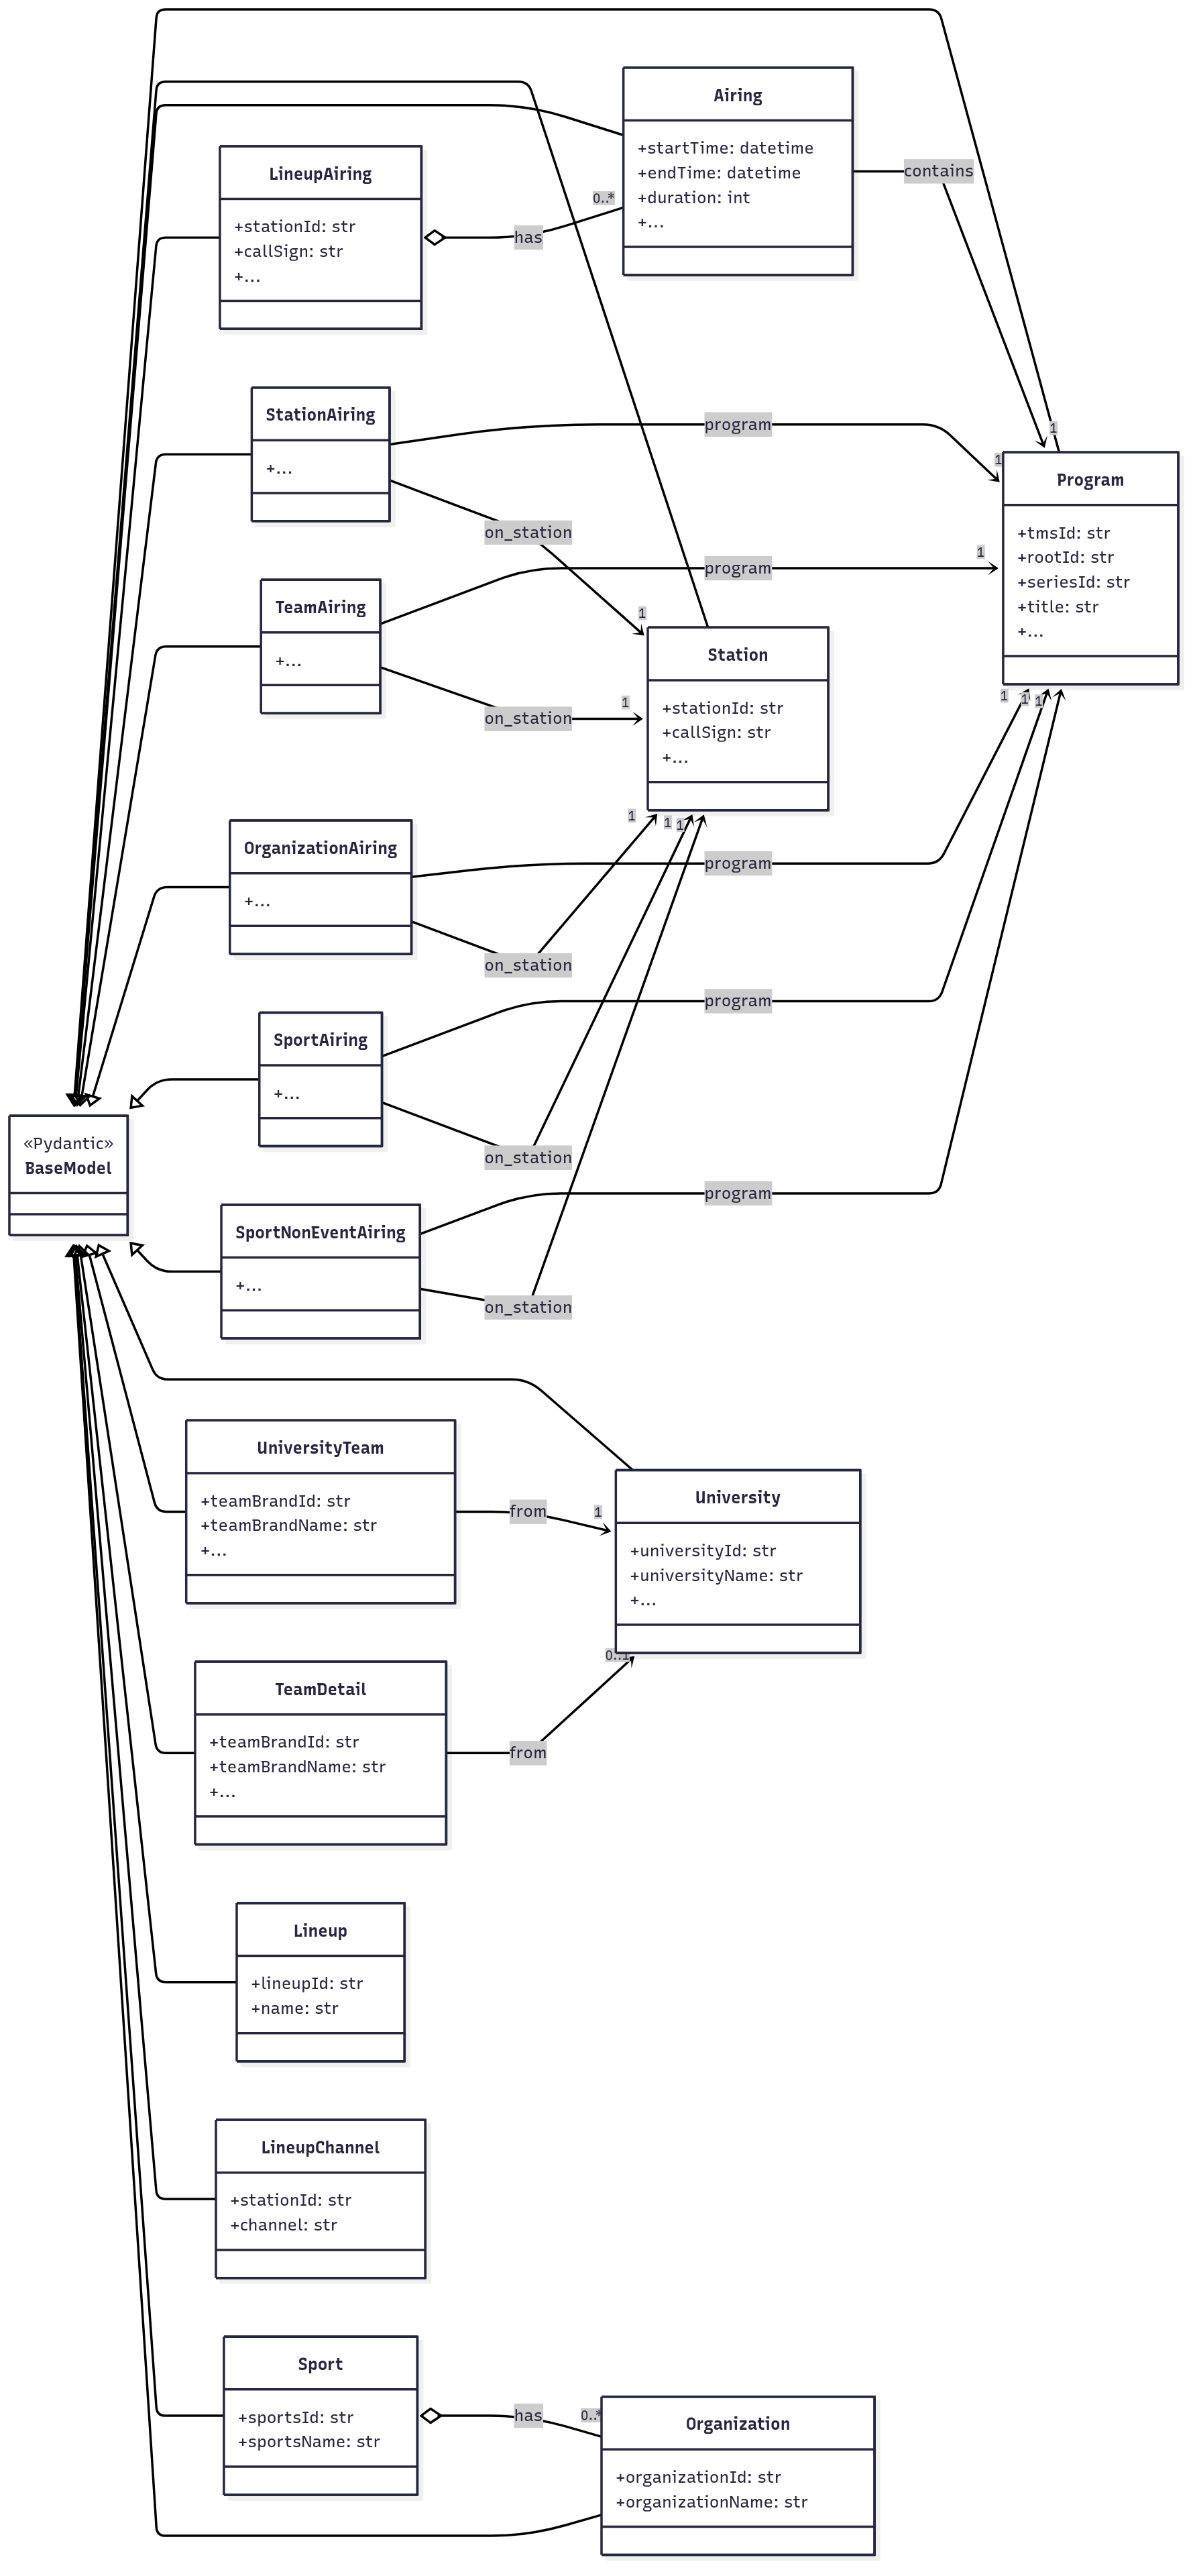 Airing
+startTime: datetime
+endTime: datetime
+duration: int
+...
contains
LineupAiring
+stationId: str
+callSign: str
+...
has
0..*
StationAiring
+...
program
1
on_station
1
1
Program
+tmsId: str
+rootId: str
+seriesId: str
+title: str
+...
TeamAiring
+...
program
1
on_station
1
Station
+stationId: str
+callSign: str
+...
OrganizationAiring
+...
program
1
on_station
1
SportAiring
+...
program
1
on_station
1
«Pydantic»
BaseModel
SportNonEventAiring
+...
program
1
on_station
1
UniversityTeam
+teamBrandId: str
+teamBrandName: str
+...
from
1
University
+universityId: str
+universityName: str
+...
TeamDetail
+teamBrandId: str
+teamBrandName: str
+...
from
0..1
Lineup
+lineupId: str
+name: str
LineupChannel
+stationId: str
+channel: str
Sport
+sportsId: str
+sportsName: str
has
0..*
Organization
+organizationId: str
+organizationName: str